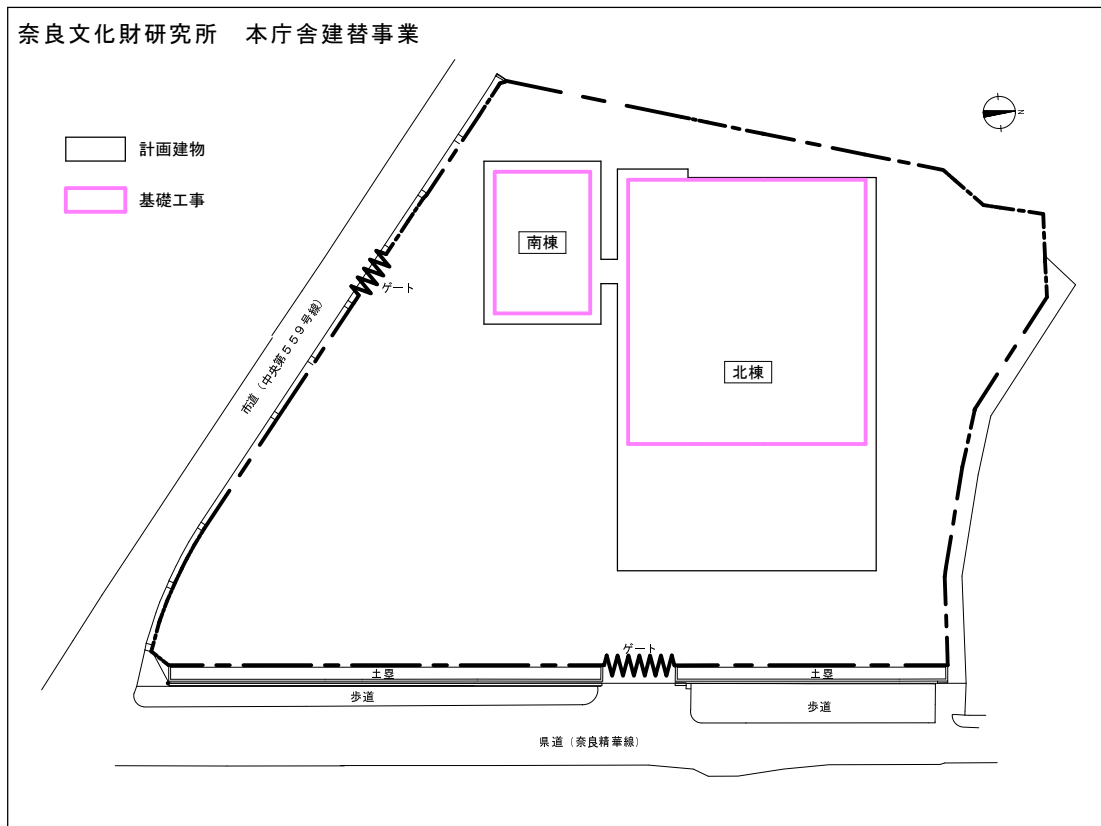 奈良文化財研究所　本庁舎建替事業
N
計画建物
基礎工事
南棟
ゲート
市道（中央第５５９号線）
北棟
ゲート
土塁
土塁
歩道
歩道
県道（奈良精華線）